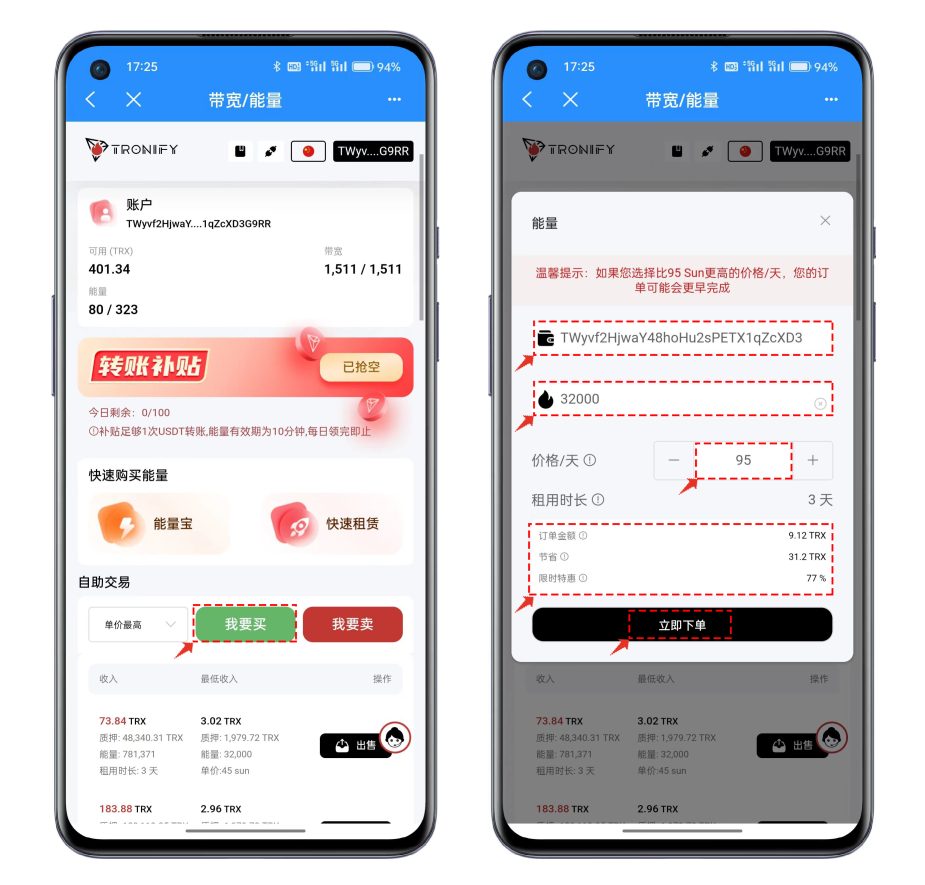 17:25
94%
带宽/能量
TRONIFY
TWyv....G9RR
账户
TWyvf2HjwaY....1qZcXD3G9RR
可用 (TRX)
带宽
401.34
1,511 / 1,511
能量
80 / 323
转账补贴
已抢空
今日剩余：0/100
补贴足够1次USDT转账,能量有效期为10分钟,每日领完即止
快速购买能量
能量宝
快速租赁
自助交易
单价最高
我要买
我要卖
收入
最低收入
操作
73.84 TRX
3.02 TRX
质押: 48,340.31 TRX
质押: 1,979.72 TRX
能量: 781,371
能量: 32,000
出售
租用时长: 3 天
单价:45 sun
183.88 TRX
2.96 TRX
17:25
94%
带宽/能量
TRONIFY
TWyv....G9RR
能量
温馨提示：如果您选择比95 Sun更高的价格/天，您的订
单可能会更早完成
TWyvf2HjwaY48hoHu2sPETX1qZcXD3
32000
价格/天
95
租用时长
3 天
订单金额
9.12 TRX
节省
31.2 TRX
限时特惠
77 %
立即下单
收入
最低收入
操作
73.84 TRX
3.02 TRX
质押: 48,340.31 TRX
质押: 1,979.72 TRX
能量: 781,371
能量: 32,000
出售
租用时长: 3 天
单价:45 sun
183.88 TRX
2.96 TRX